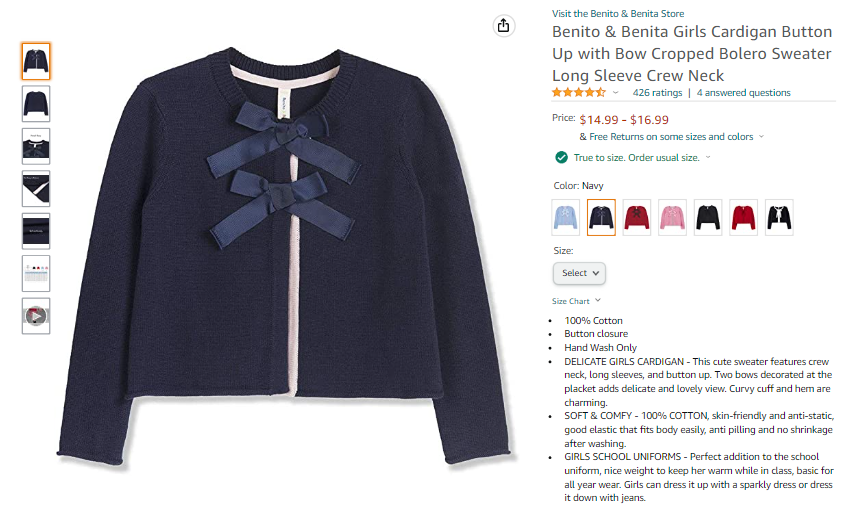 Visit the Benito & Benita Store
Benito & Benita Girls Cardigan Button
Up with Bow Cropped Bolero Sweater
Long Sleeve Crew Neck
426 ratings | 4 answered questions
Price: $14.99 - $16.99
& Free Returns on some sizes and colors
True to size. Order usual size.
Color: Navy
Size:
Select
Size Chart
• 100% Cotton
• Button closure
• Hand Wash Only
• DELICATE GIRLS CARDIGAN - This cute sweater features crew
neck, long sleeves, and button up. Two bows decorated at the
placket adds delicate and lovely view. Curvy cuff and hem are
charming.
• SOFT & COMFY - 100% COTTON, skin-friendly and anti-static,
good elastic that fits body easily, anti pilling and no shrinkage
after washing.
• GIRLS SCHOOL UNIFORMS - Perfect addition to the school
uniform, nice weight to keep her warm while in class, basic for
all year wear. Girls can dress it up with a sparkly dress or dress
it down with jeans.